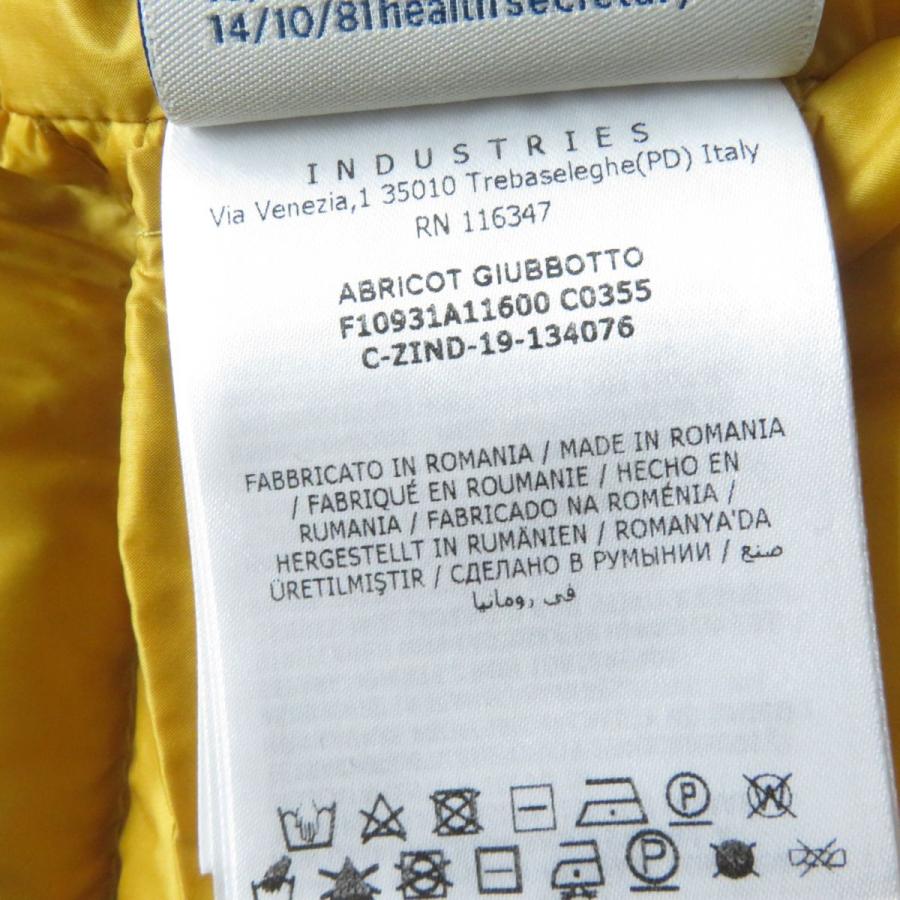 14/10/81healthsecretary
INDUSTRIES
Via Venezia,1 35010 Trebaseleghe(PD) Italy
RN 116347
ABRICOT GIUBBOTTO
F10931A11600 C0355
C-ZIND-19-134076
FABBRICATO IN ROMANIA / MADE IN ROMANIA
/ FABRIQUÉ EN ROUMANIE / HECHO EN
RUMANIA / FABRICADO NA ROMÉNIA /
HERGESTELLT IN RUMÄNIEN / ROMANYA'DA
ÜRETILMIŞTIR / СДЕЛАНО В РУМЫНИИ / صنع
في رومانيا
P W
P